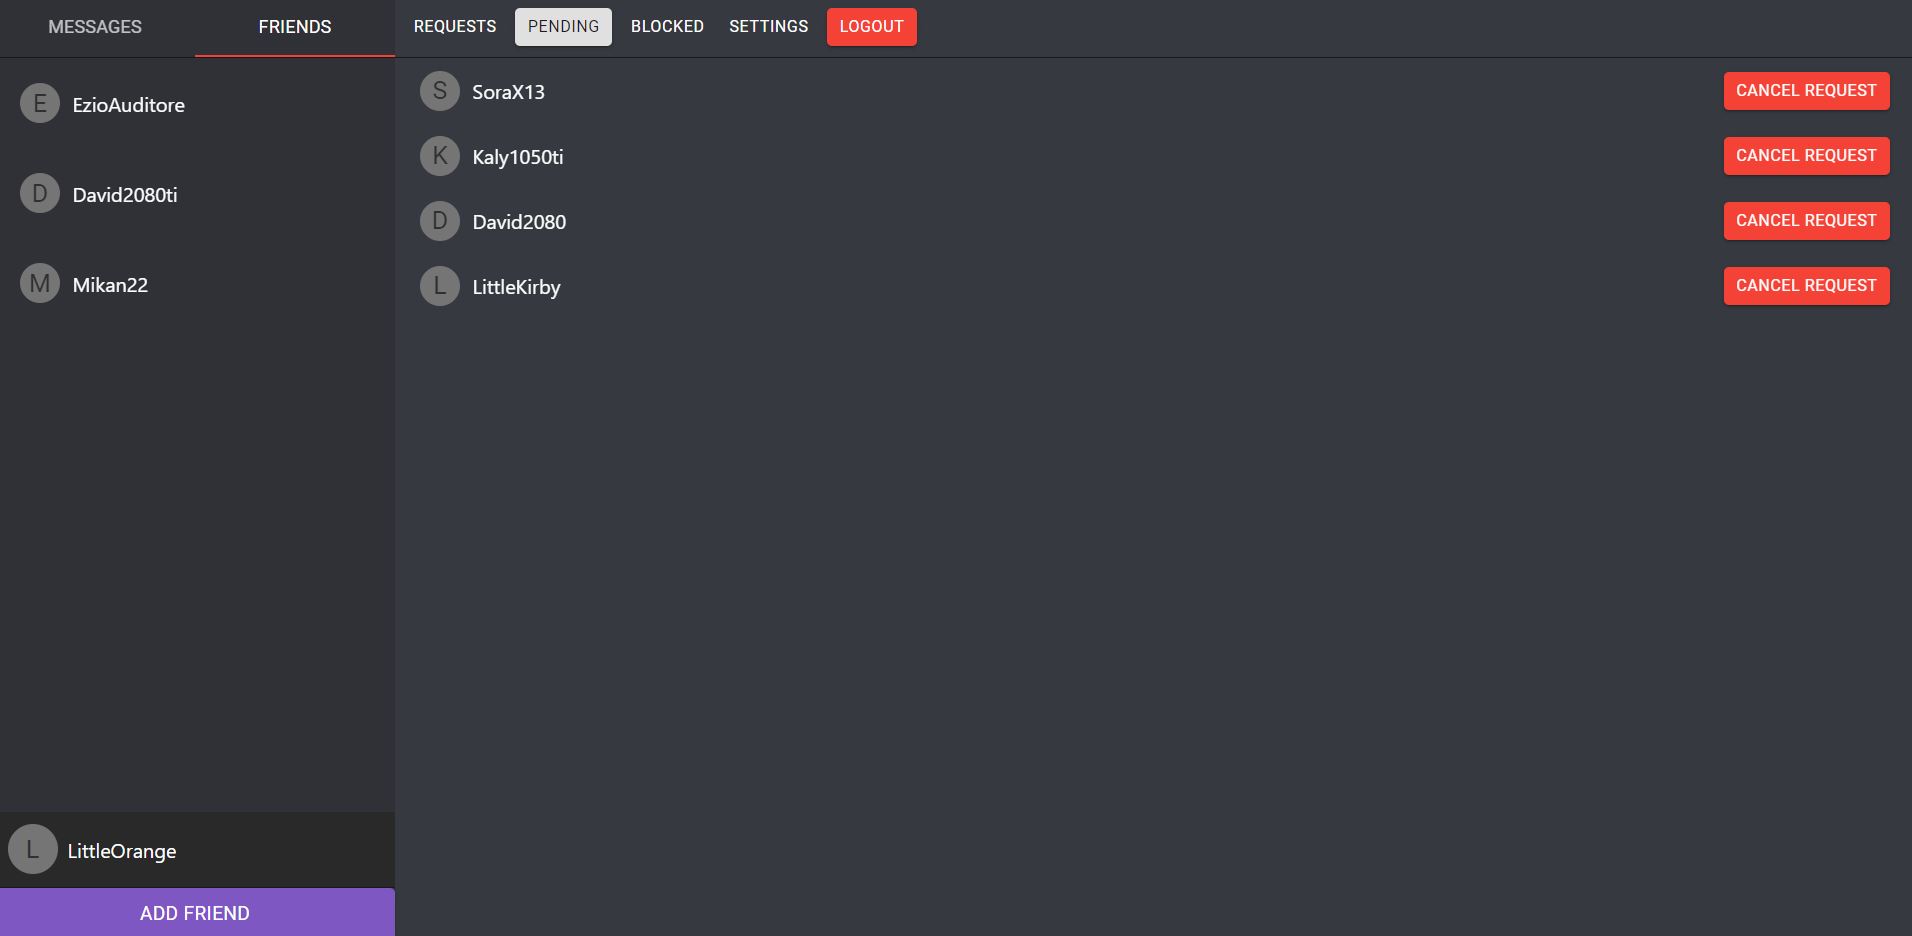 MESSAGES FRIENDS REQUESTS PENDING BLOCKED SETTINGS LOGOUT
E EzioAuditore
D David2080ti
M Mikan22
S SoraX13 CANCEL REQUEST
K Kaly1050ti CANCEL REQUEST
D David2080 CANCEL REQUEST
L LittleKirby CANCEL REQUEST
L LittleOrange
ADD FRIEND